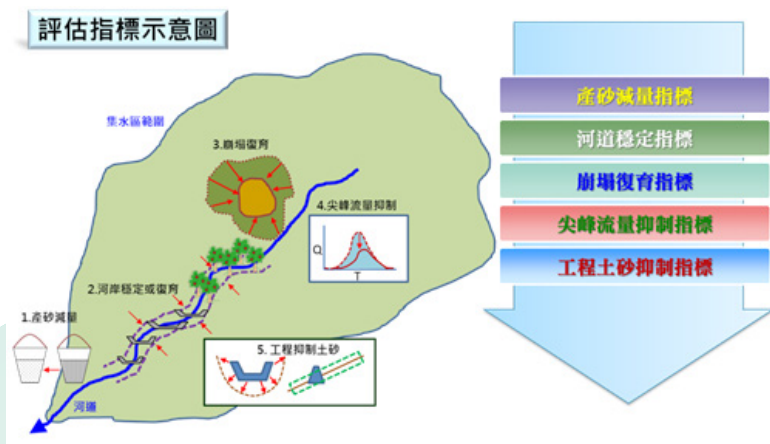 評估指標示意圖
集水區範圍
3.崩塌復育
4.尖峰流量抑制
Q
T
2.河岸穩定或復育
1.產砂減量
5. 工程抑制土砂
河道
產砂減量指標
河道穩定指標
崩塌復育指標
尖峰流量抑制指標
工程土砂抑制指標